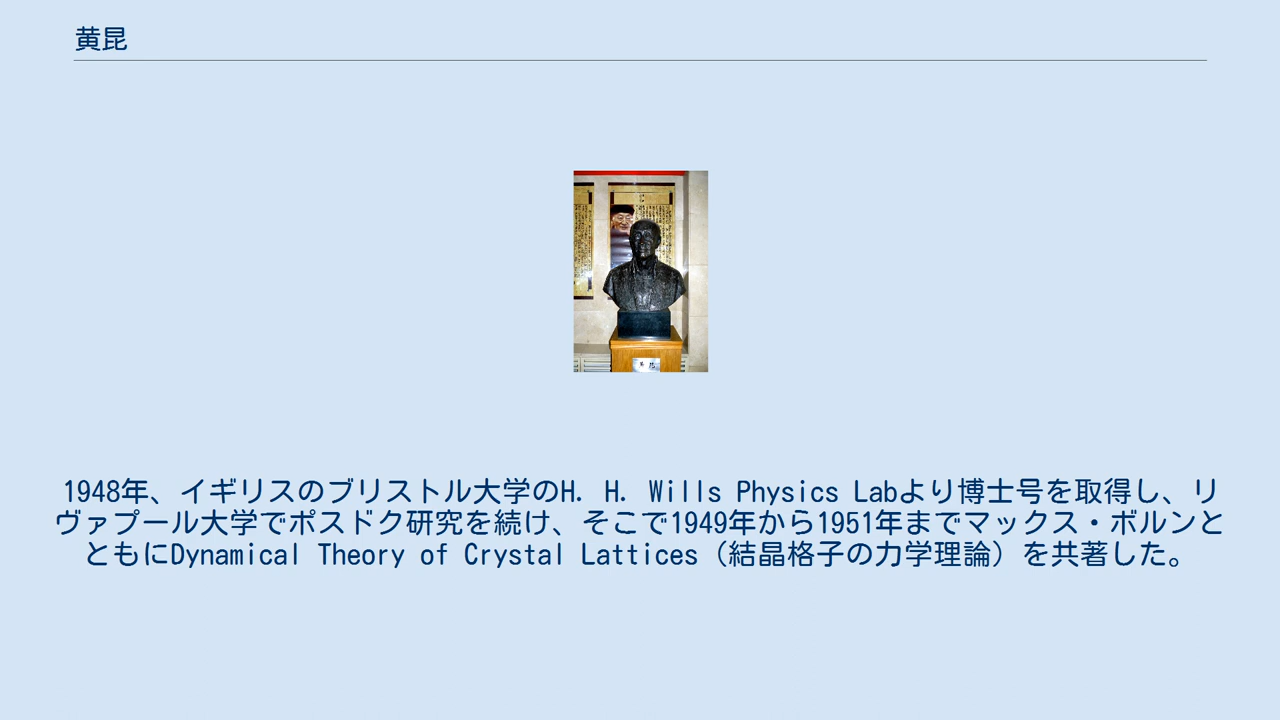 黄昆
1948年、イギリスのブリストル大学のH. H. Wills Physics Labより博士号を取得し、リ
ヴァプール大学でポスドク研究を続け、そこで1949年から1951年までマックス・ボルンと
ともにDynamical Theory of Crystal Lattices（結晶格子の力学理論）を共著した。